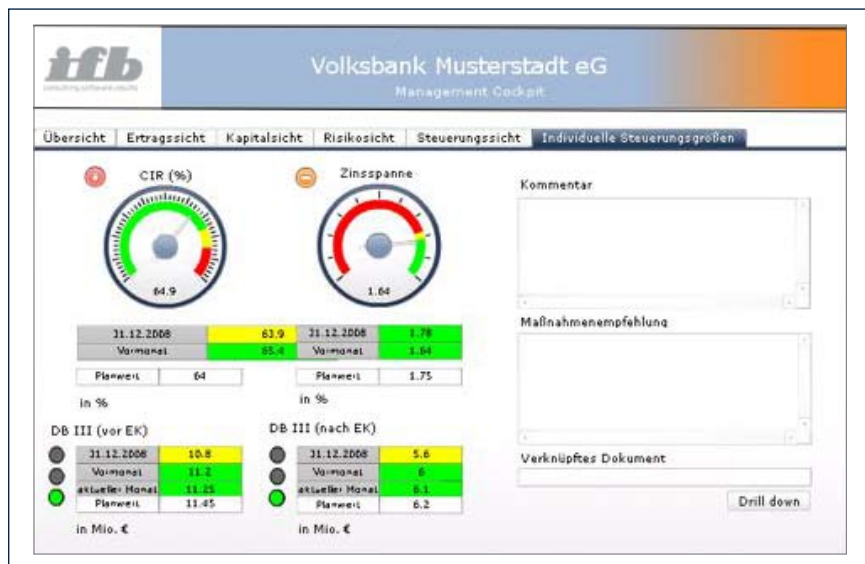 ifb
consulting software results
Volksbank Musterstadt eG
Management Cockpit
Übersicht Ertragssicht Kapitalsicht Risikosicht Steuerungssicht Individuelle Steuerungsgrößen
CIR (%)
64.9
31.12.2008 63.9
Vormonat 65.4
Planwert 64
in %
Zinsspanne
1.64
31.12.2008 1.78
Vormonat 1.64
Planwert 1.75
in %
DB III (vor EK)
31.12.2008 10.8
Vormonat 11.2
aktueller Monat 11.25
Planwert 11.45
in Mio. €
DB III (nach EK)
31.12.2008 5.6
Vormonat 6
aktueller Monat 6.1
Planwert 6.2
in Mio. €
Kommentar
Maßnahmenempfehlung
Verknüpftes Dokument
Drill down